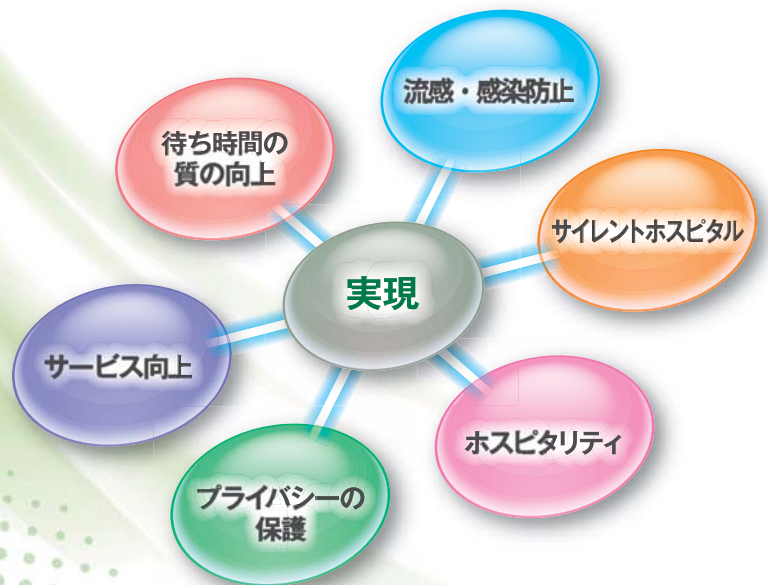 流感・感染防止
待ち時間の
質の向上
サイレントホスピタル
実現
サービス向上
ホスピタリティ
プライバシーの
保護